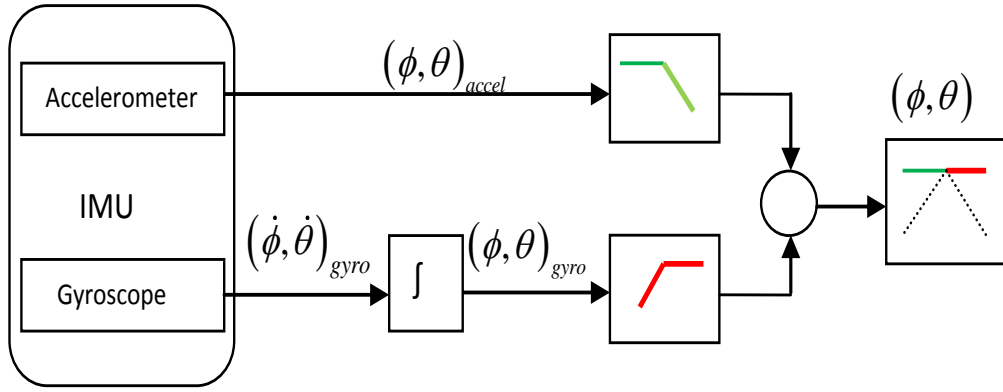 (ϕ, θ)accel
(ϕ, θ)
Accelerometer
IMU
(ϕ̇, θ̇)gyro
(ϕ, θ)gyro
Gyroscope
∫